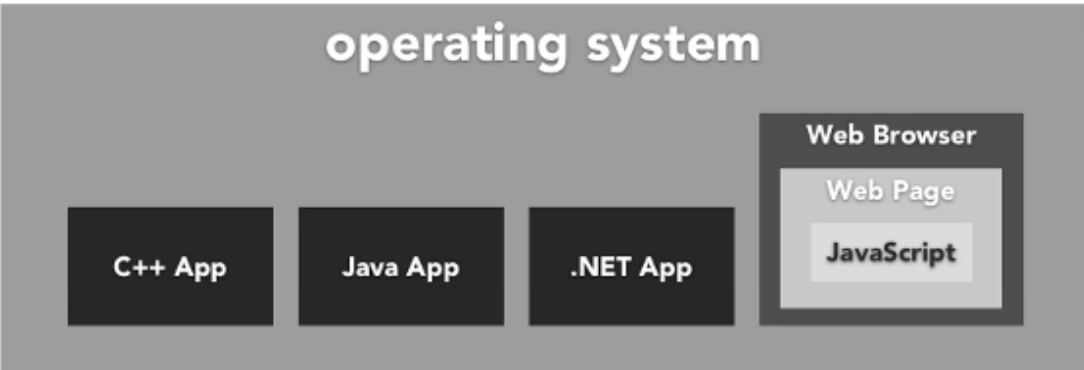 operating system
Web Browser
Web Page
JavaScript
C++ App
Java App
.NET App